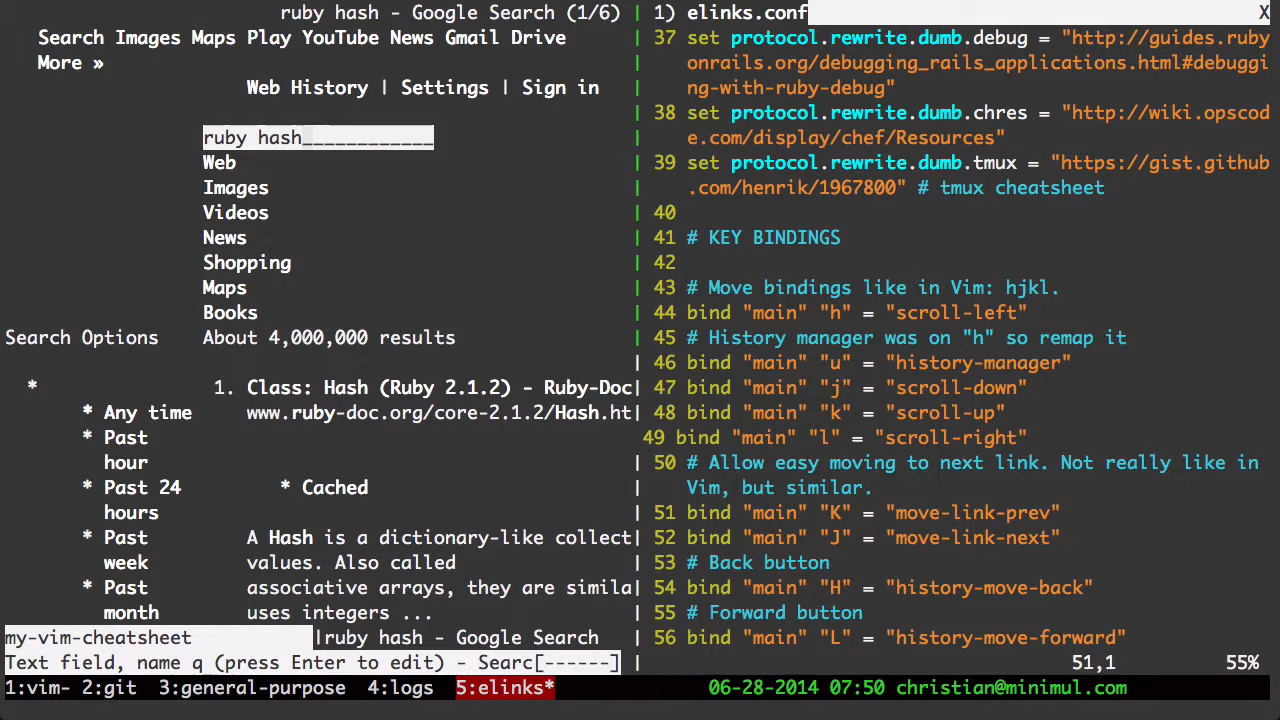 ruby hash - Google Search (1/6)
Search Images Maps Play YouTube News Gmail Drive
More »
Web History | Settings | Sign in
ruby hash____________
Web
Images
Videos
News
Shopping
Maps
Books
Search Options About 4,000,000 results
* 1. Class: Hash (Ruby 2.1.2) - Ruby-Doc
* Any time www.ruby-doc.org/core-2.1.2/Hash.ht
* Past
hour
* Past 24 * Cached
hours
* Past A Hash is a dictionary-like collect
week values. Also called
* Past associative arrays, they are simila
month uses integers ...
my-vim-cheatsheet |ruby hash - Google Search
Text field, name q (press Enter to edit) - Searc[------]
1) elinks.conf X
37 set protocol.rewrite.dumb.debug = "http://guides.ruby
onrails.org/debugging_rails_applications.html#debuggi
ng-with-ruby-debug"
38 set protocol.rewrite.dumb.chres = "http://wiki.opscod
e.com/display/chef/Resources"
39 set protocol.rewrite.dumb.tmux = "https://gist.github
.com/henrik/1967800" # tmux cheatsheet
40
41 # KEY BINDINGS
42
43 # Move bindings like in Vim: hjkl.
44 bind "main" "h" = "scroll-left"
45 # History manager was on "h" so remap it
46 bind "main" "u" = "history-manager"
47 bind "main" "j" = "scroll-down"
48 bind "main" "k" = "scroll-up"
49 bind "main" "l" = "scroll-right"
50 # Allow easy moving to next link. Not really like in
Vim, but similar.
51 bind "main" "K" = "move-link-prev"
52 bind "main" "J" = "move-link-next"
53 # Back button
54 bind "main" "H" = "history-move-back"
55 # Forward button
56 bind "main" "L" = "history-move-forward"
51,1 55%
1:vim- 2:git 3:general-purpose 4:logs 5:elinks* 06-28-2014 07:50 christian@minimul.com